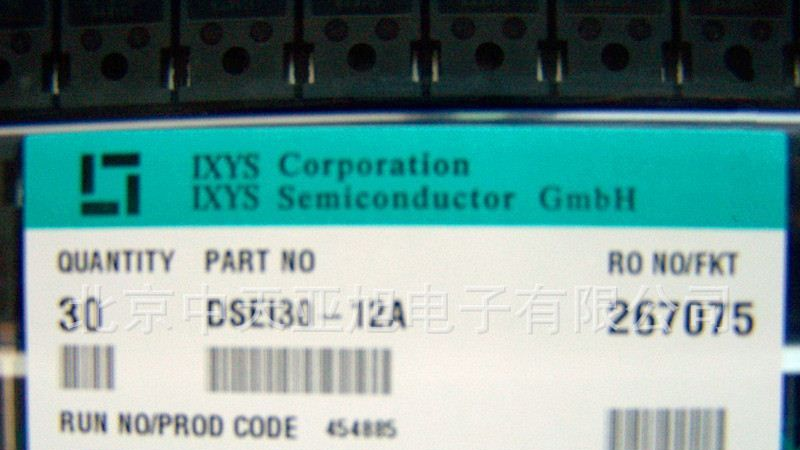 IXYS Corporation
IXYS Semiconductor GmbH
QUANTITY PART NO RO NO/FKT
30 DSEI30-12A 267075
北京中天亚旭电子有限公司
RUN NO/PROD CODE 454885